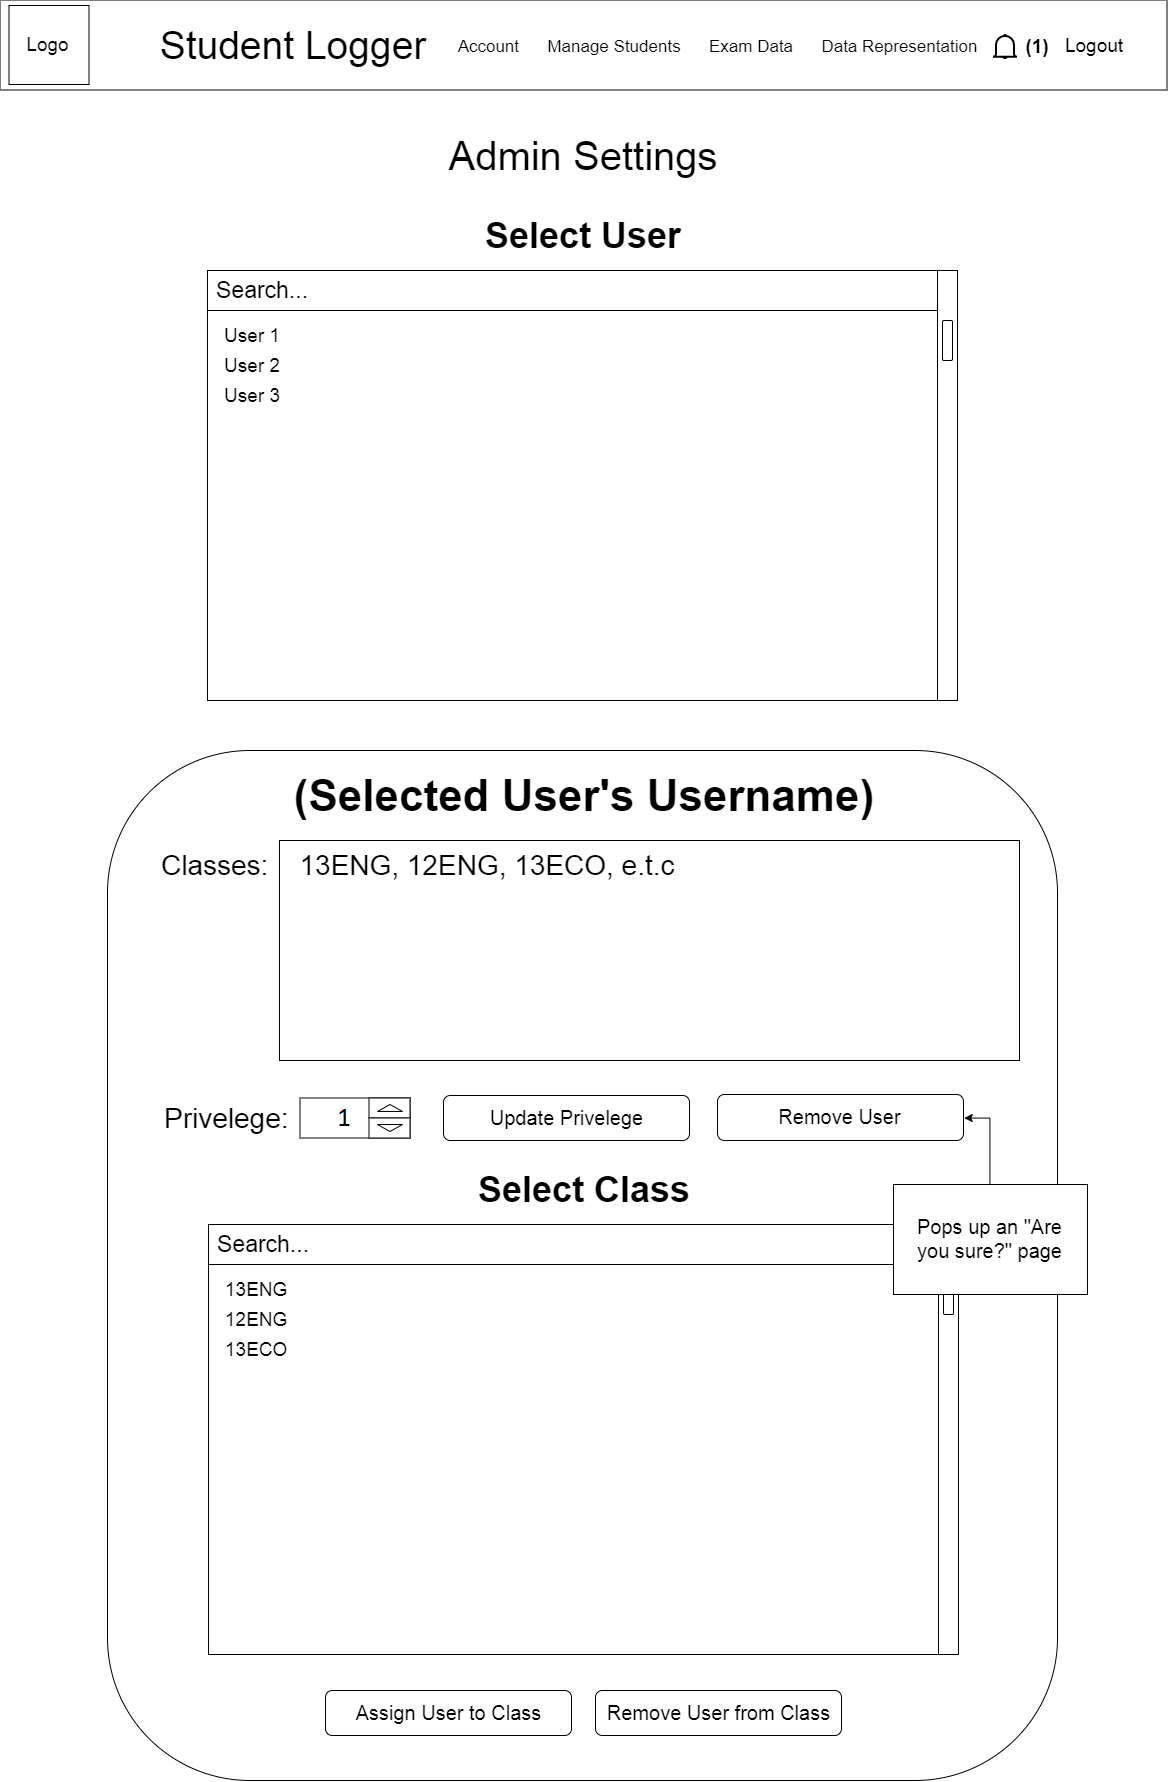 Logo
Student Logger
Account
Manage Students
Exam Data
Data Representation
(1)
Logout
Admin Settings
Select User
Search...
User 1
User 2
User 3
(Selected User's Username)
Classes:
13ENG, 12ENG, 13ECO, e.t.c
Privelege:
1
Update Privelege
Remove User
Select Class
Pops up an "Are
you sure?" page
Search...
13ENG
12ENG
13ECO
Assign User to Class
Remove User from Class